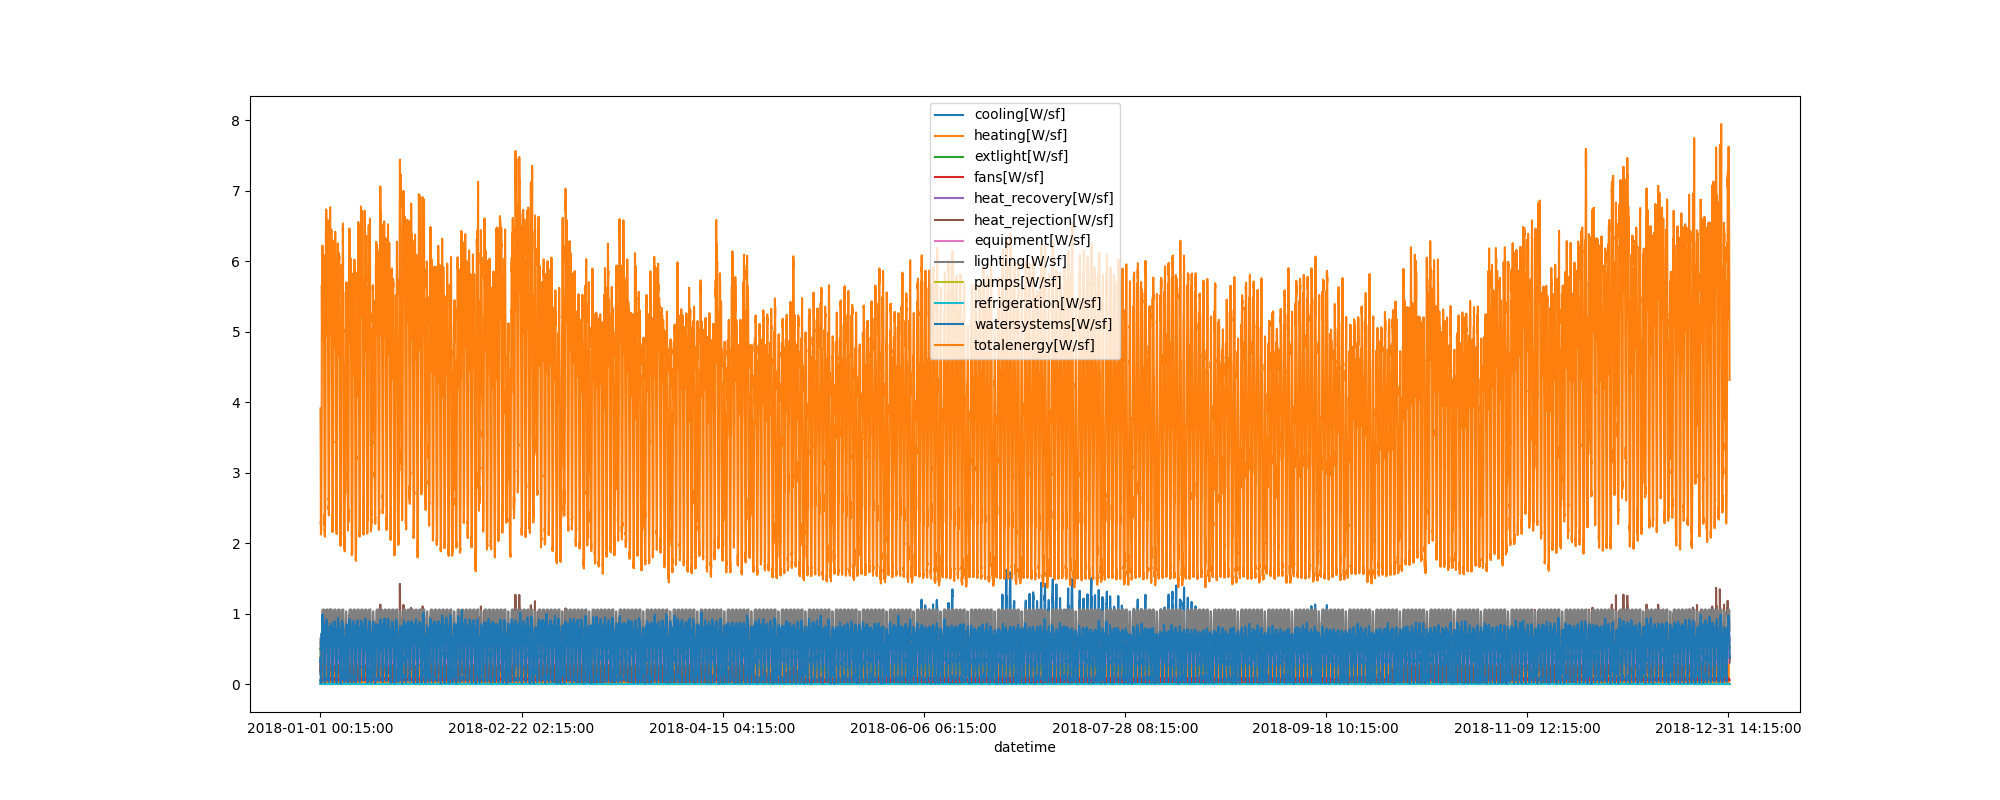 8
7
6
5
4
3
2
1
0
cooling[W/sf]
heating[W/sf]
extlight[W/sf]
fans[W/sf]
heat_recovery[W/sf]
heat_rejection[W/sf]
equipment[W/sf]
lighting[W/sf]
pumps[W/sf]
refrigeration[W/sf]
watersystems[W/sf]
totalenergy[W/sf]
2018-01-01 00:15:00 2018-02-22 02:15:00 2018-04-15 04:15:00 2018-06-06 06:15:00 2018-07-28 08:15:00 2018-09-18 10:15:00 2018-11-09 12:15:00 2018-12-31 14:15:00
datetime